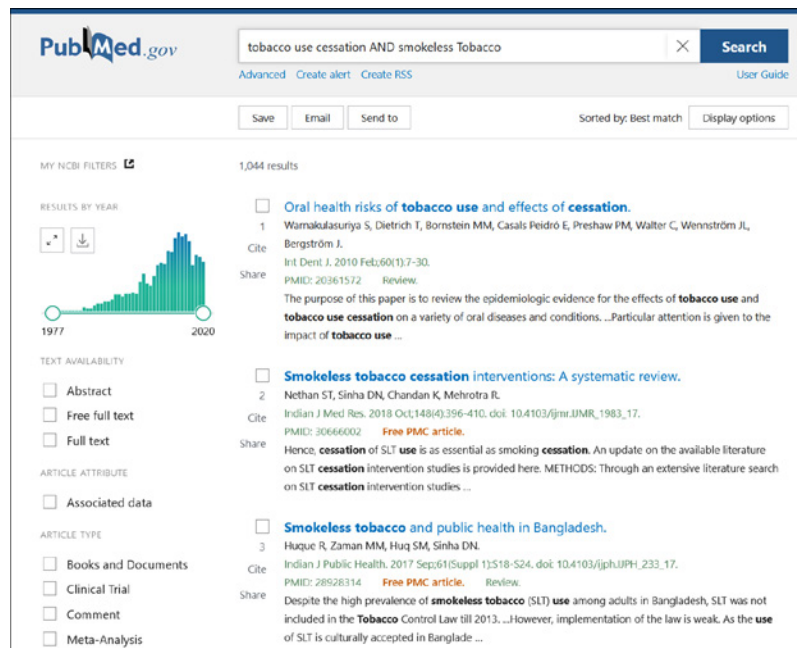 PubMed.gov
tobacco use cessation AND smokeless Tobacco
Search
Advanced Create alert Create RSS
User Guide
Save Email Send to
Sorted by: Best match Display options
MY NCBI FILTERS
1,044 results
RESULTS BY YEAR
1977 2020
TEXT AVAILABILITY
Abstract
Free full text
Full text
ARTICLE ATTRIBUTE
Associated data
ARTICLE TYPE
Books and Documents
Clinical Trial
Comment
Meta-Analysis
1
Cite
Share
Oral health risks of tobacco use and effects of cessation.
Warnakulasuriya S, Dietrich T, Bornstein MM, Casals Peidró E, Preshaw PM, Walter C, Wennström JL,
Bergström J.
Int Dent J. 2010 Feb;60(1):7-30.
PMID: 20361572 Review.
The purpose of this paper is to review the epidemiologic evidence for the effects of tobacco use and
tobacco use cessation on a variety of oral diseases and conditions. ...Particular attention is given to the
impact of tobacco use ...
2
Cite
Share
Smokeless tobacco cessation interventions: A systematic review.
Nethan ST, Sinha DN, Chandan K, Mehrotra R.
Indian J Med Res. 2018 Oct;148(4):396-410. doi: 10.4103/ijmr.IJMR_1983_17.
PMID: 30666002 Free PMC article.
Hence, cessation of SLT use is as essential as smoking cessation. An update on the available literature
on SLT cessation intervention studies is provided here. METHODS: Through an extensive literature search
on SLT cessation intervention studies ...
3
Cite
Share
Smokeless tobacco and public health in Bangladesh.
Huque R, Zaman MM, Huq SM, Sinha DN.
Indian J Public Health. 2017 Sep;61(Suppl 1):S18-S24. doi: 10.4103/ijph.IJPH_233_17.
PMID: 28928314 Free PMC article. Review.
Despite the high prevalence of smokeless tobacco (SLT) use among adults in Bangladesh, SLT was not
included in the Tobacco Control Law till 2013. ...However, implementation of the law is weak. As the use
of SLT is culturally accepted in Banglade ...